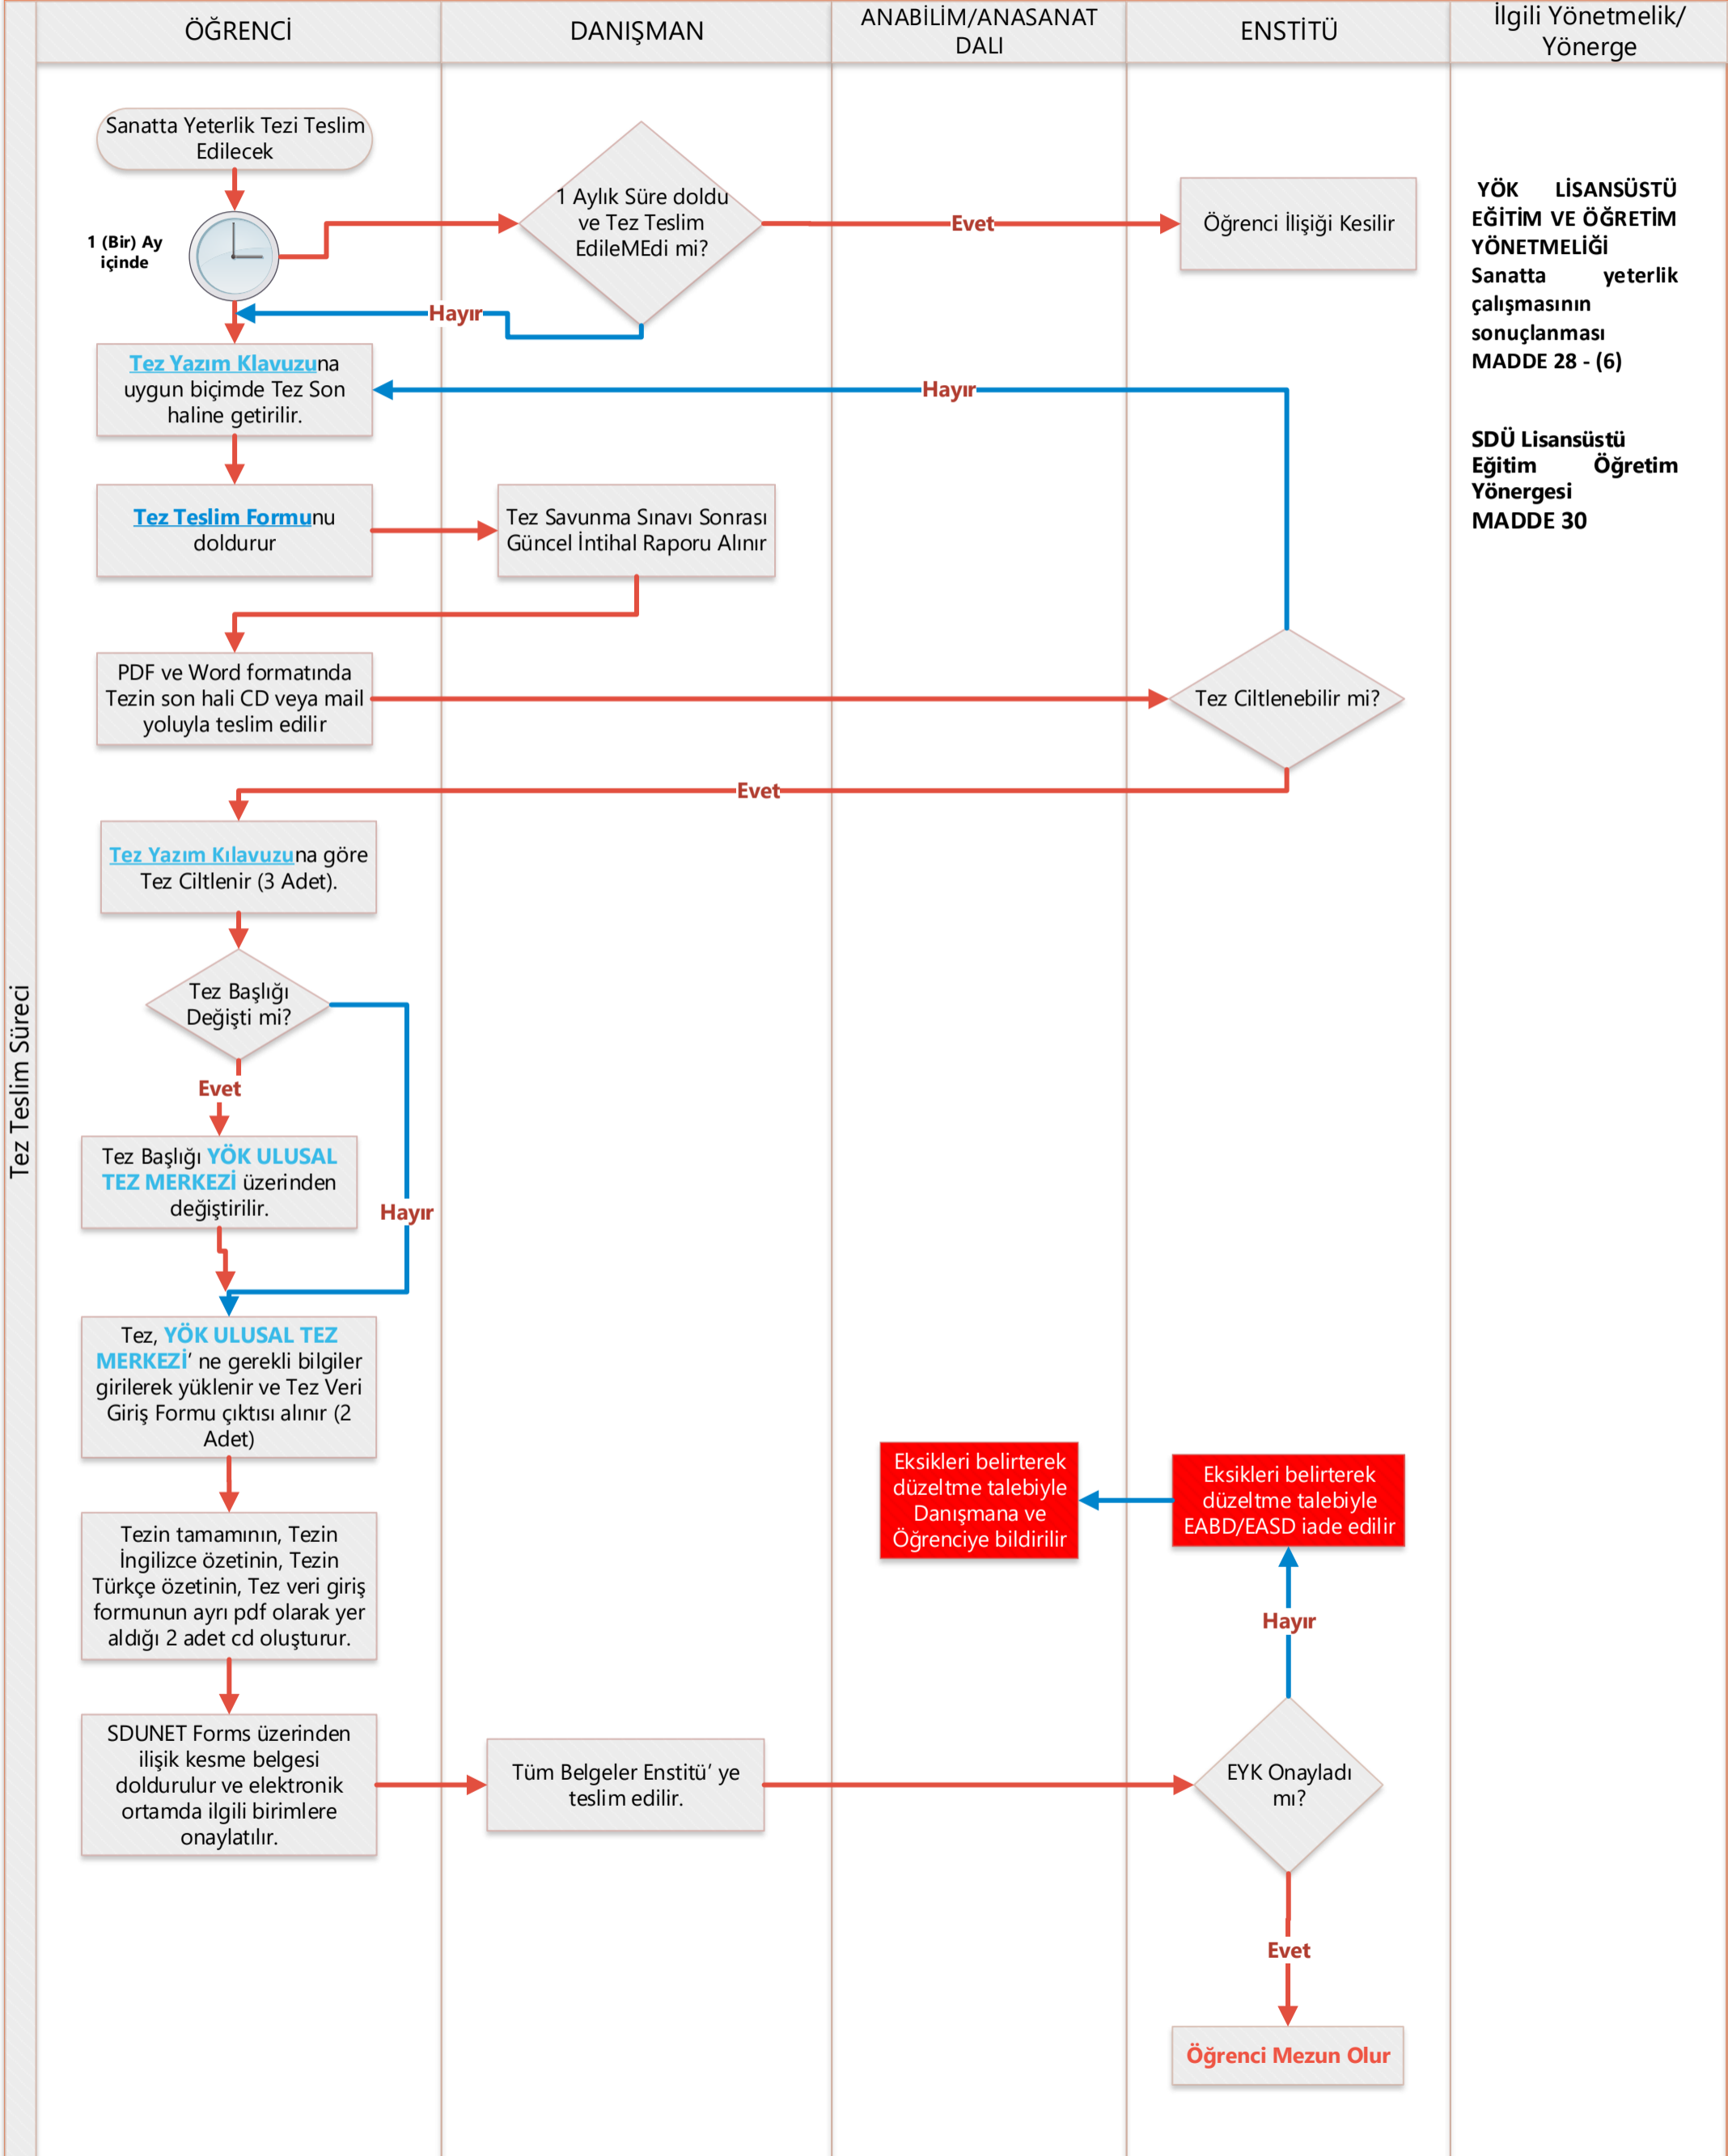 ÖĞRENCİ
DANIŞMAN
ANABİLİM/ANASANAT
DALI
ENSTİTÜ
İlgili Yönetmelik/
Yönerge
Tez Teslim Süreci
Sanatta Yeterlik Tezi Teslim
Edilecek
1 (Bir) Ay
içinde
1 Aylık Süre doldu
ve Tez Teslim
EdileMEdi mi?
Evet
Öğrenci İlişiği Kesilir
Hayır
YÖK LİSANSÜSTÜ
EĞİTİM VE ÖĞRETİM
YÖNETMELİĞİ
Sanatta yeterlik
çalışmasının
sonuçlanması
MADDE 28 - (6)
SDÜ Lisansüstü
Eğitim Öğretim
Yönergesi
MADDE 30
Tez Yazım Klavuzuna
uygun biçimde Tez Son
haline getirilir.
Hayır
Tez Teslim Formunu
doldurur
Tez Savunma Sınavı Sonrası
Güncel İntihal Raporu Alınır
PDF ve Word formatında
Tezin son hali CD veya mail
yoluyla teslim edilir
Tez Ciltlenebilir mi?
Evet
Tez Yazım Kılavuzuna göre
Tez Ciltlenir (3 Adet).
Tez Başlığı
Değişti mi?
Evet
Tez Başlığı YÖK ULUSAL
TEZ MERKEZİ üzerinden
değiştirilir.
Hayır
Tez, YÖK ULUSAL TEZ
MERKEZİ' ne gerekli bilgiler
girilerek yüklenir ve Tez Veri
Giriş Formu çıktısı alınır (2
Adet)
Tezin tamamının, Tezin
İngilizce özetinin, Tezin
Türkçe özetinin, Tez veri giriş
formunun ayrı pdf olarak yer
aldığı 2 adet cd oluşturur.
Eksikleri belirterek
düzeltme talebiyle
Danışmana ve
Öğrenciye bildirilir
Eksikleri belirterek
düzeltme talebiyle
EABD/EASD iade edilir
Hayır
SDUNET Forms üzerinden
ilişik kesme belgesi
doldurulur ve elektronik
ortamda ilgili birimlere
onaylatılır.
Tüm Belgeler Enstitü' ye
teslim edilir.
EYK Onayladı
mı?
Evet
Öğrenci Mezun Olur